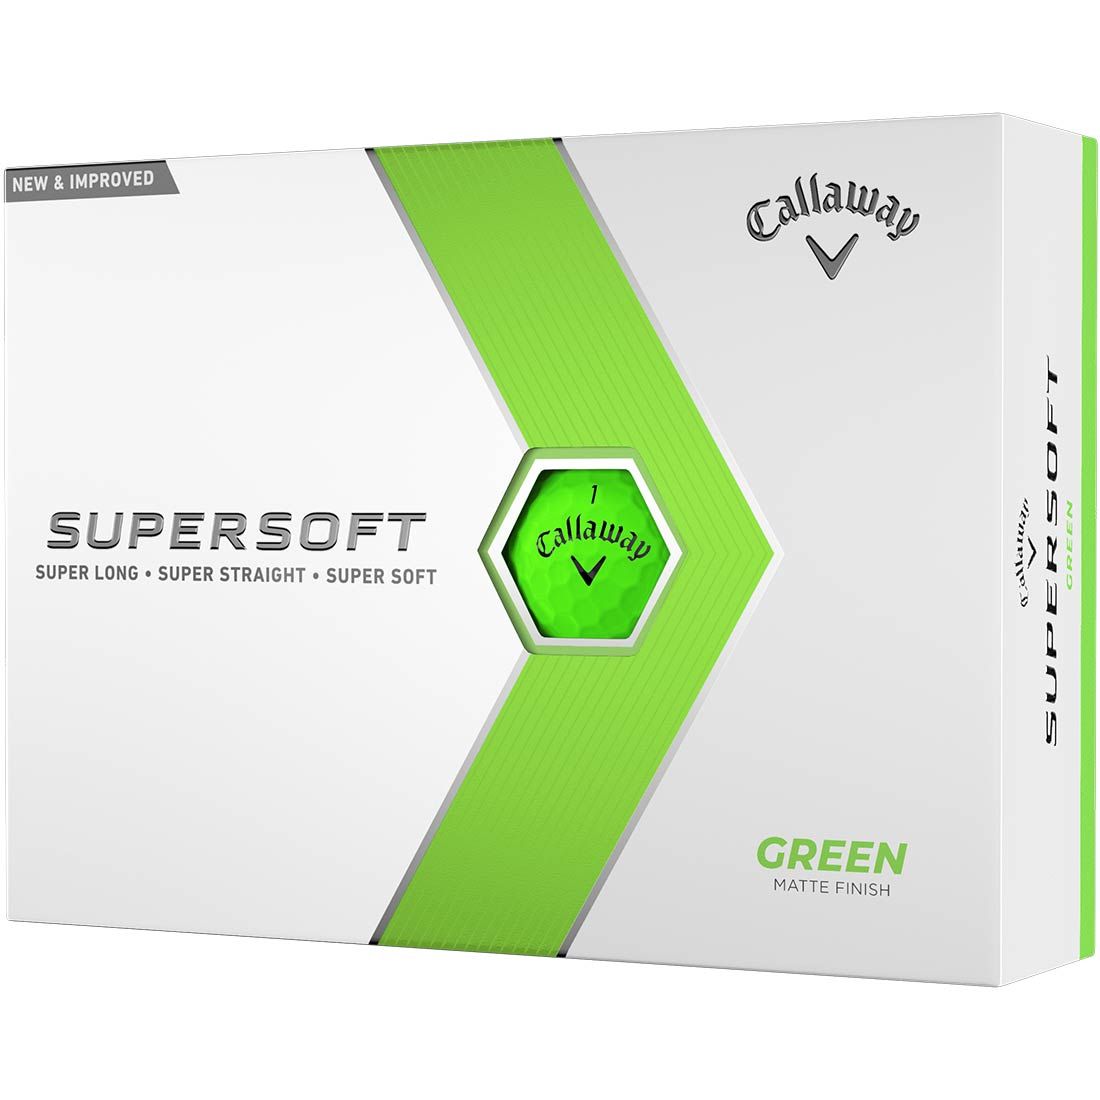 NEW & IMPROVED
Callaway
SUPERSOFT
SUPER LONG • SUPER STRAIGHT • SUPER SOFT
1
Callaway
GREEN
MATTE FINISH
Callaway
SUPERSOFT
GREEN